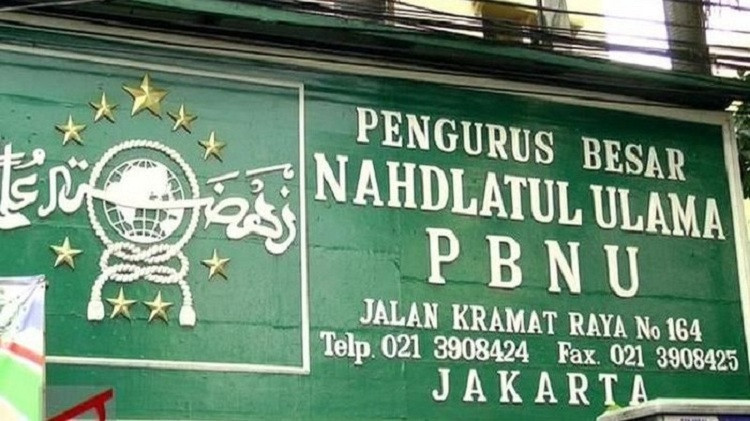 PENGURUS BESAR
NAHDLATUL ULAMA
PBNU
JALAN KRAMAT RAYA No 164
Telp. 021 3908424 Fax. 021 3908425
JAKARTA